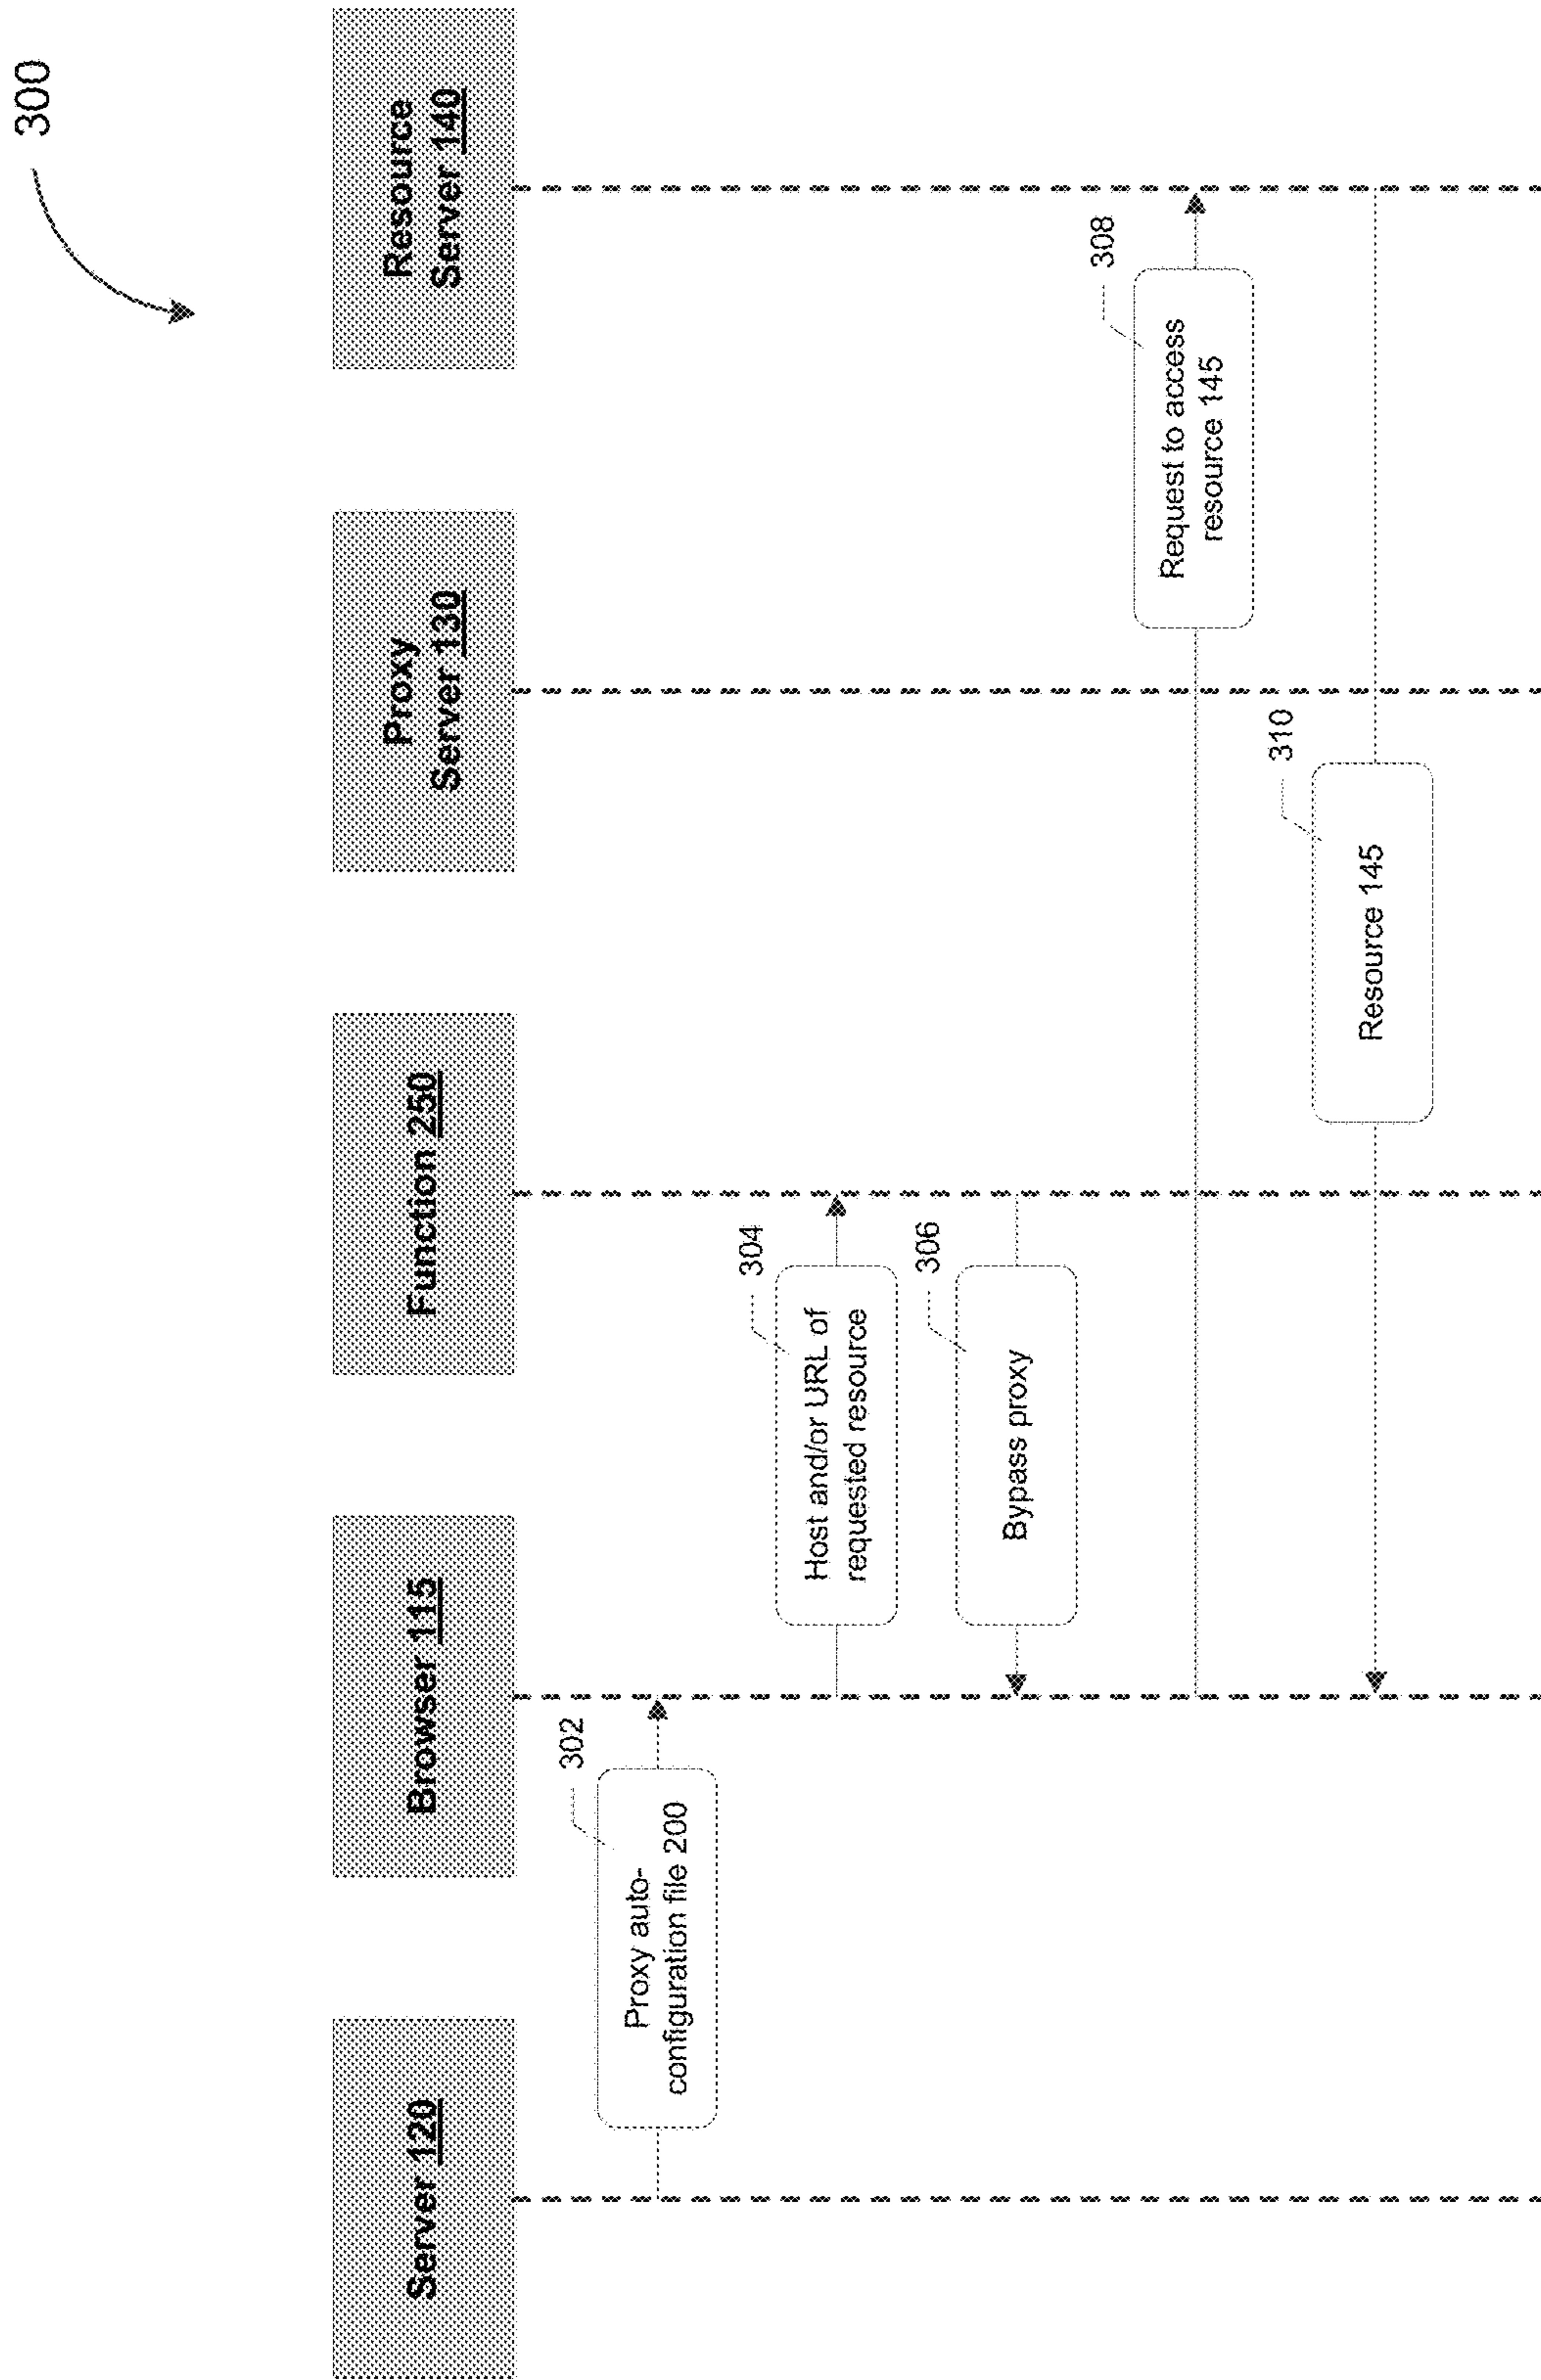 300
Server 120
Browser 115
Function 250
Proxy
Server 130
Resource
Server 140
302
Proxy auto-
configuration file 200
304
Host and/or URL of
requested resource
306
Bypass proxy
308
Request to access
resource 145
310
Resource 145